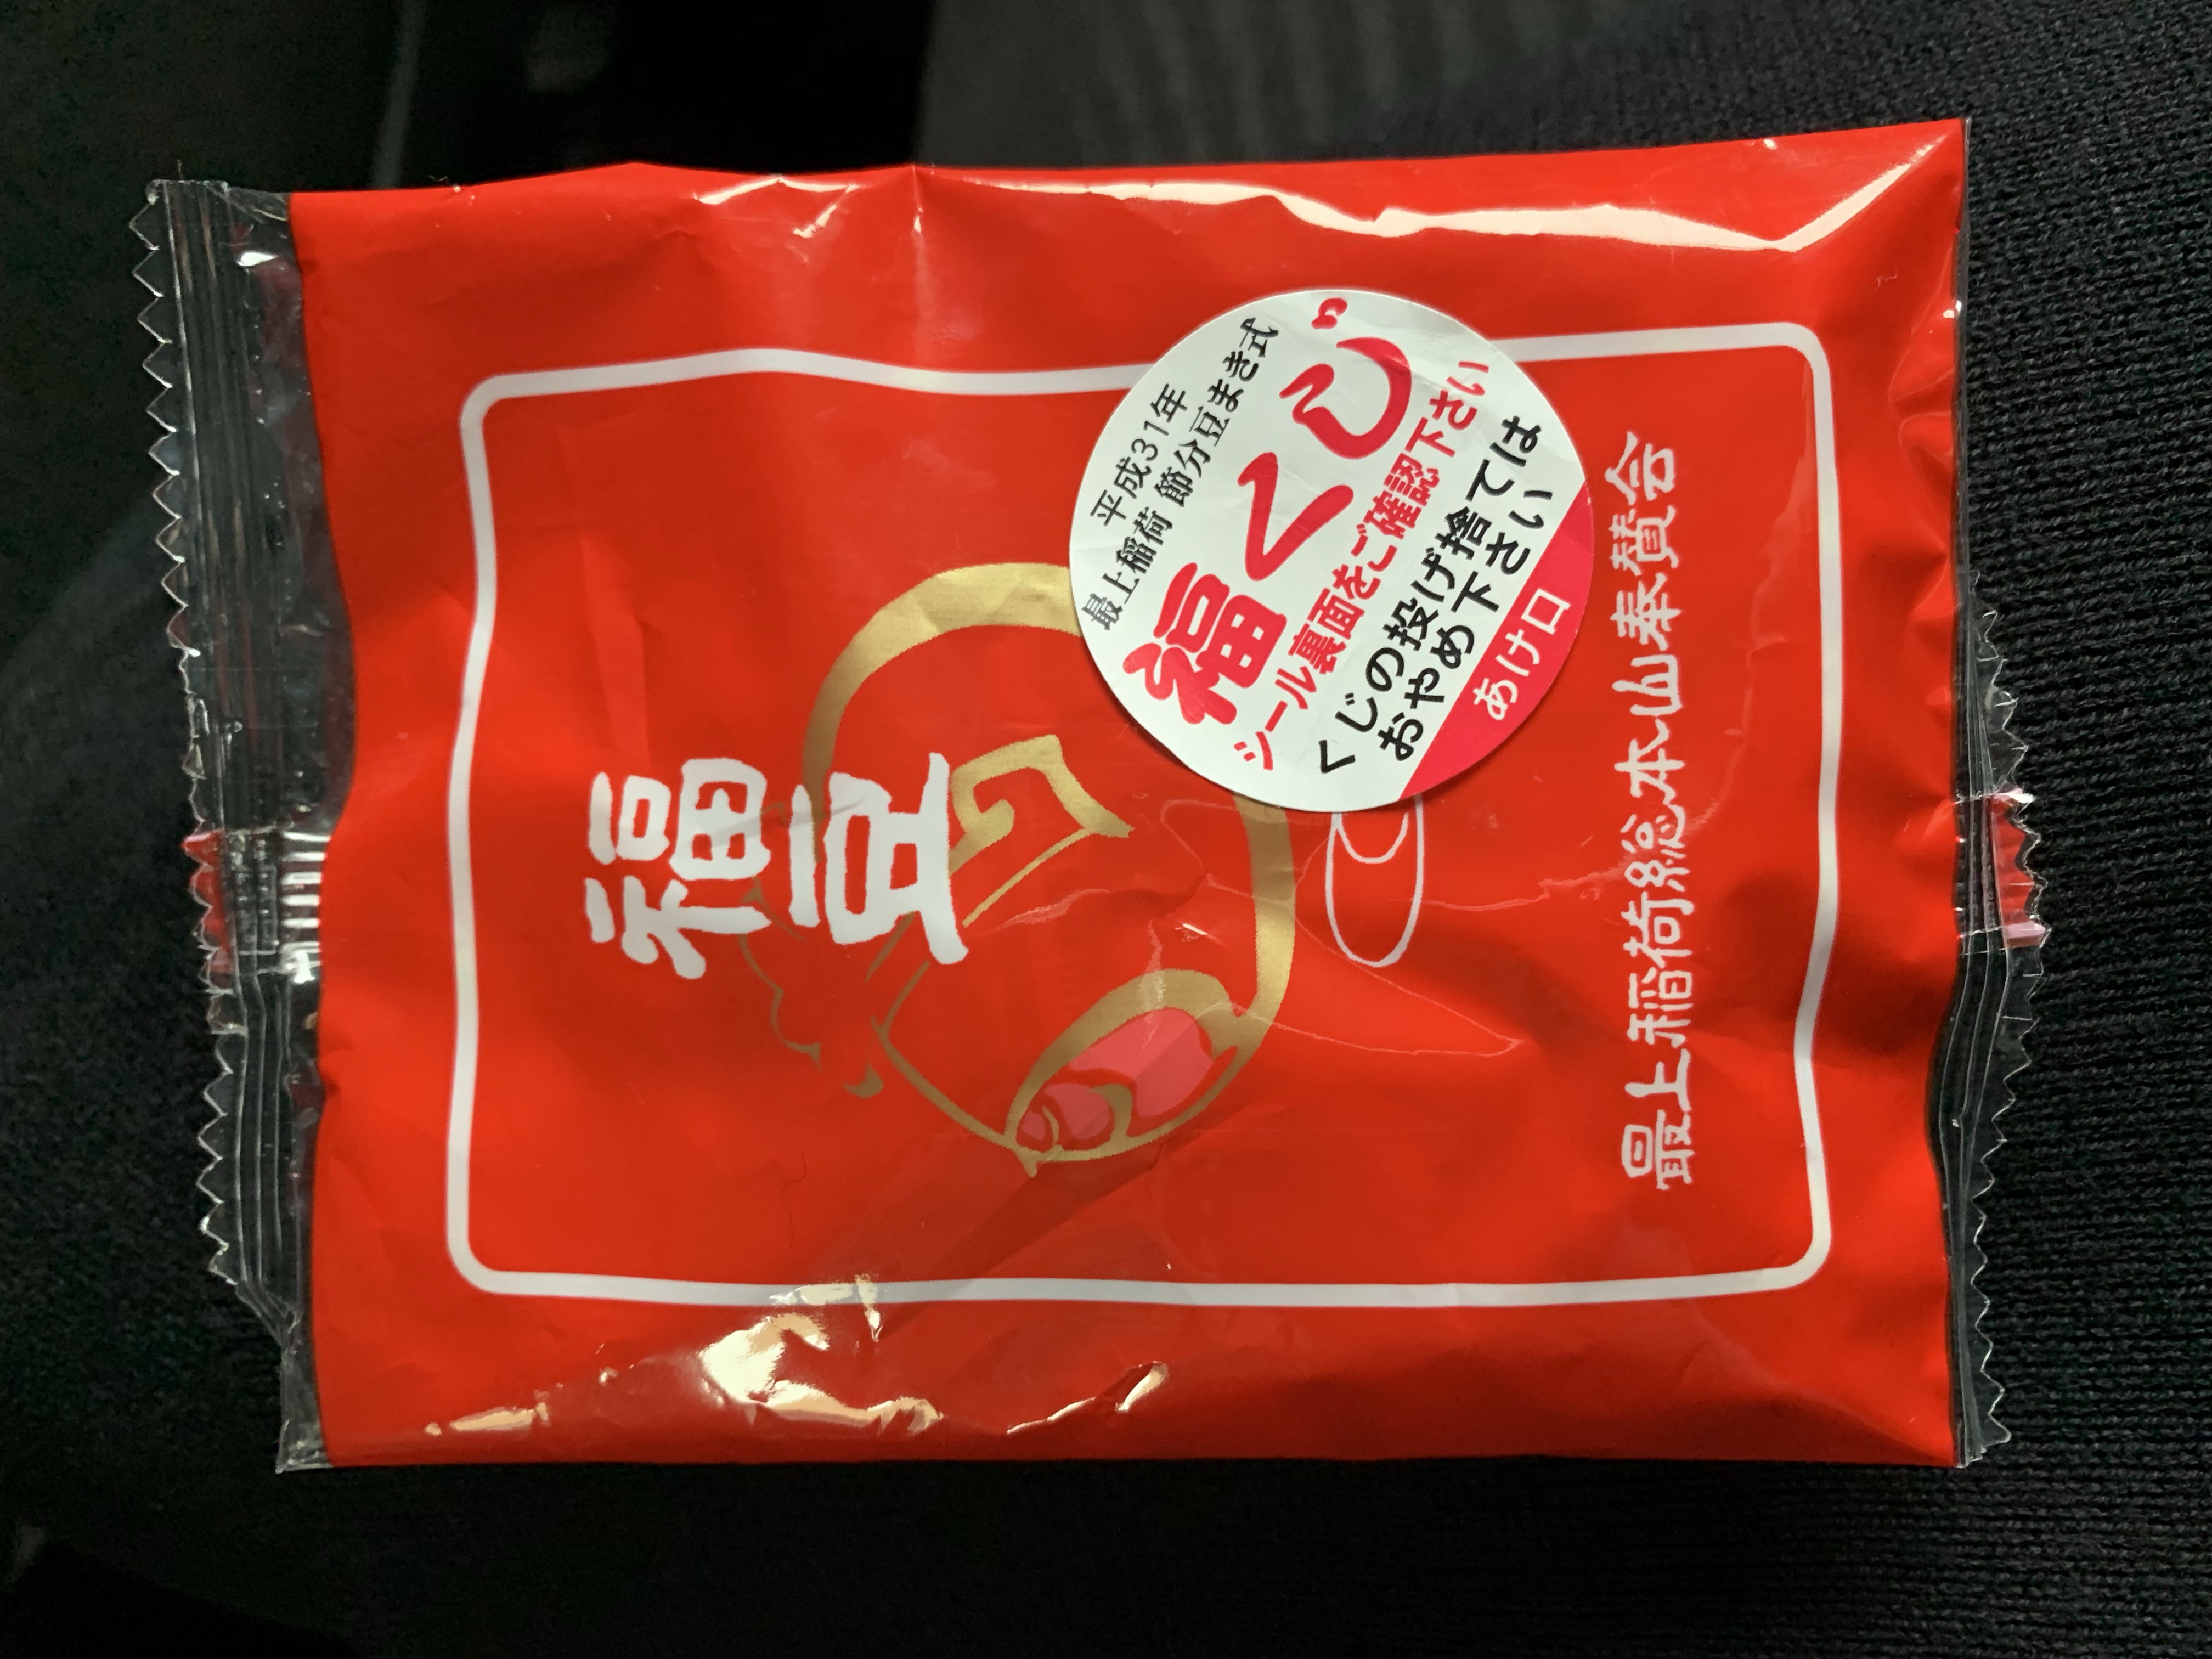 福豆
平成31年
最上稲荷 節分豆まき式
福くじ
シール裏面をご確認下さい
くじの投げ捨ては
おやめ下さい
あけ口
最上稲荷総本山奉賛会